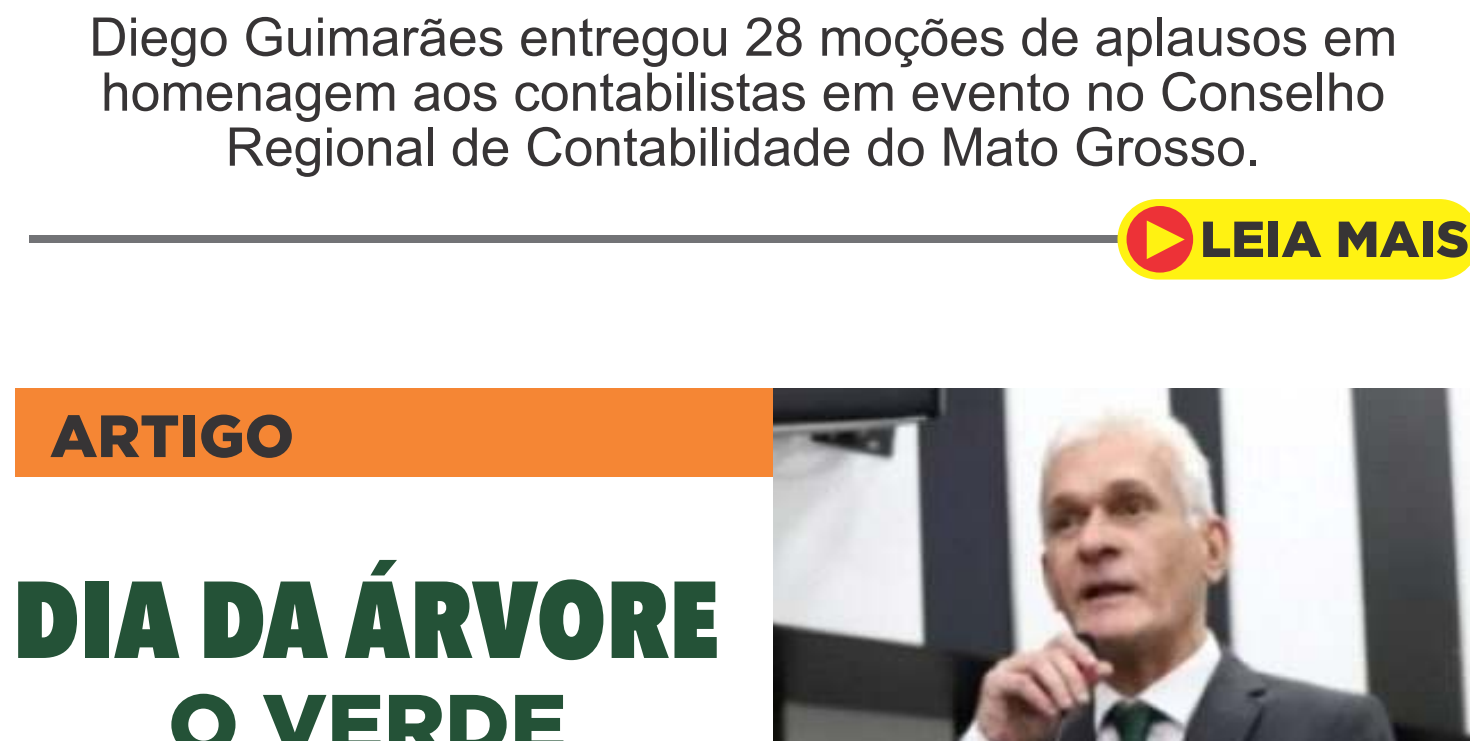 Diego Guimarães entregou 28 moções de aplausos em
homenagem aos contabilistas em evento no Conselho
Regional de Contabilidade do Mato Grosso.
LEIA MAIS
ARTIGO
DIA DA ÁRVORE
O VERDE